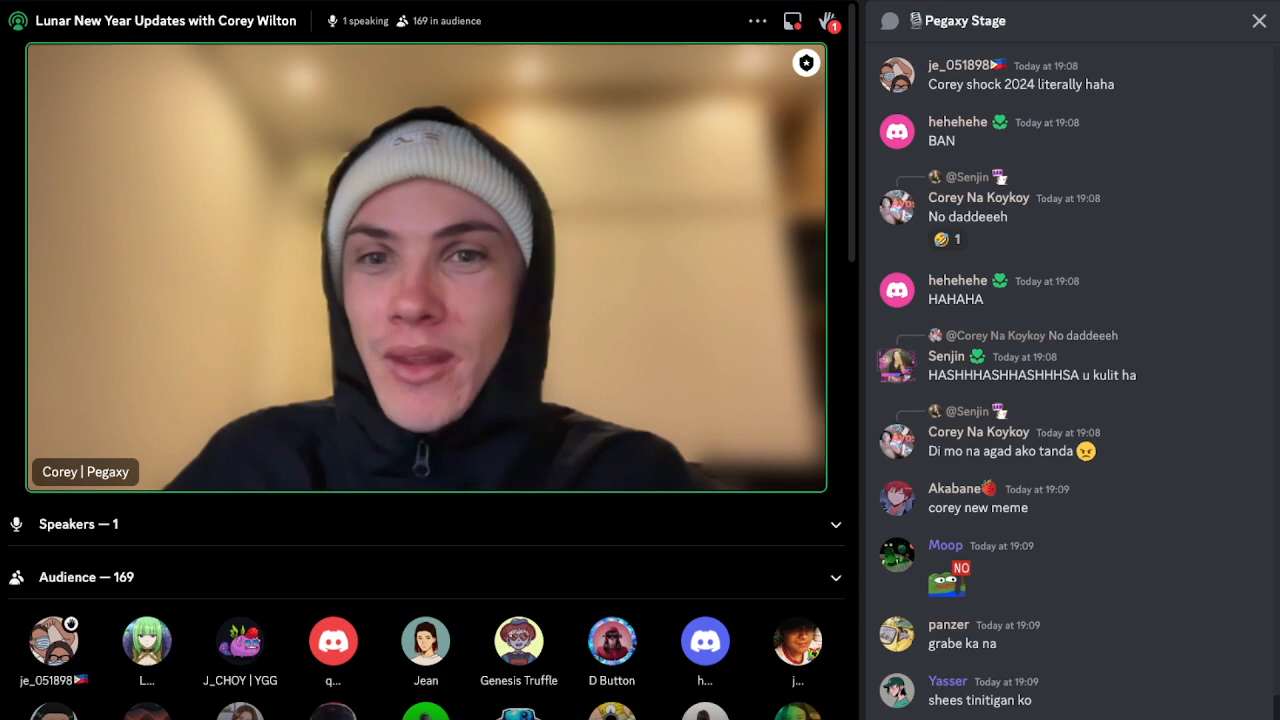 Lunar New Year Updates with Corey Wilton
1 speaking
169 in audience
1
Corey | Pegaxy
Speakers — 1
Audience — 169
je_051898🇵🇭
L...
J_CHOY | YGG
q...
Jean
Genesis Truffle
D Button
h...
j...
🎙️Pegaxy Stage
je_051898🇵🇭 Today at 19:08
Corey shock 2024 literally haha
hehehehe Today at 19:08
BAN
@Senjin
Corey Na Koykoy Today at 19:08
No daddeeeh
🤣 1
hehehehe Today at 19:08
HAHAHA
@Corey Na Koykoy No daddeeeh
Senjin Today at 19:08
HASHHHASHHASHHHSA u kulit ha
@Senjin
Corey Na Koykoy Today at 19:08
Di mo na agad ako tanda 😠
Akabane🍓 Today at 19:09
corey new meme
Moop Today at 19:09
NO
panzer Today at 19:09
grabe ka na
Yasser Today at 19:09
shees tinitigan ko